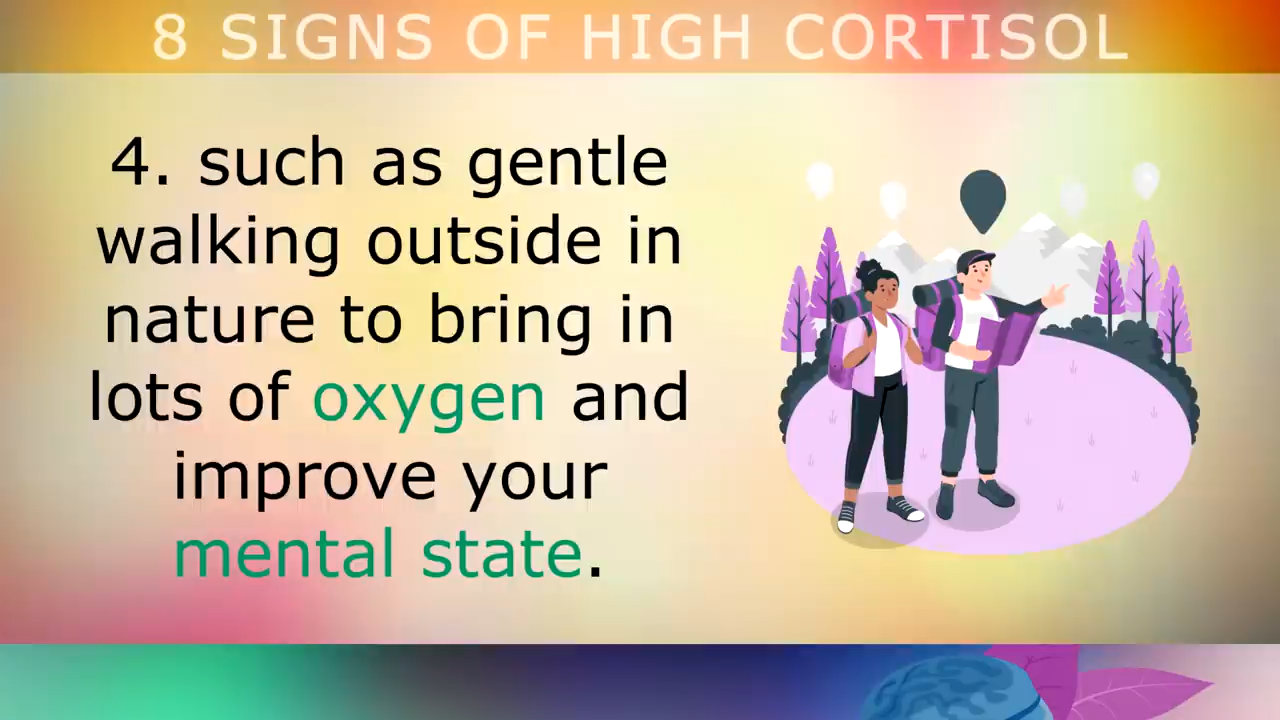 8 SIGNS OF HIGH CORTISOL
4. such as gentle
walking outside in
nature to bring in
lots of oxygen and
improve your
mental state.